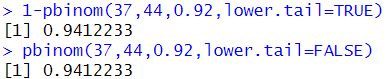 > 1-pbinom(37,44,0.92,lower.tail=TRUE)
[1] 0.9412233
> pbinom(37,44,0.92,lower.tail=FALSE)
[1] 0.9412233